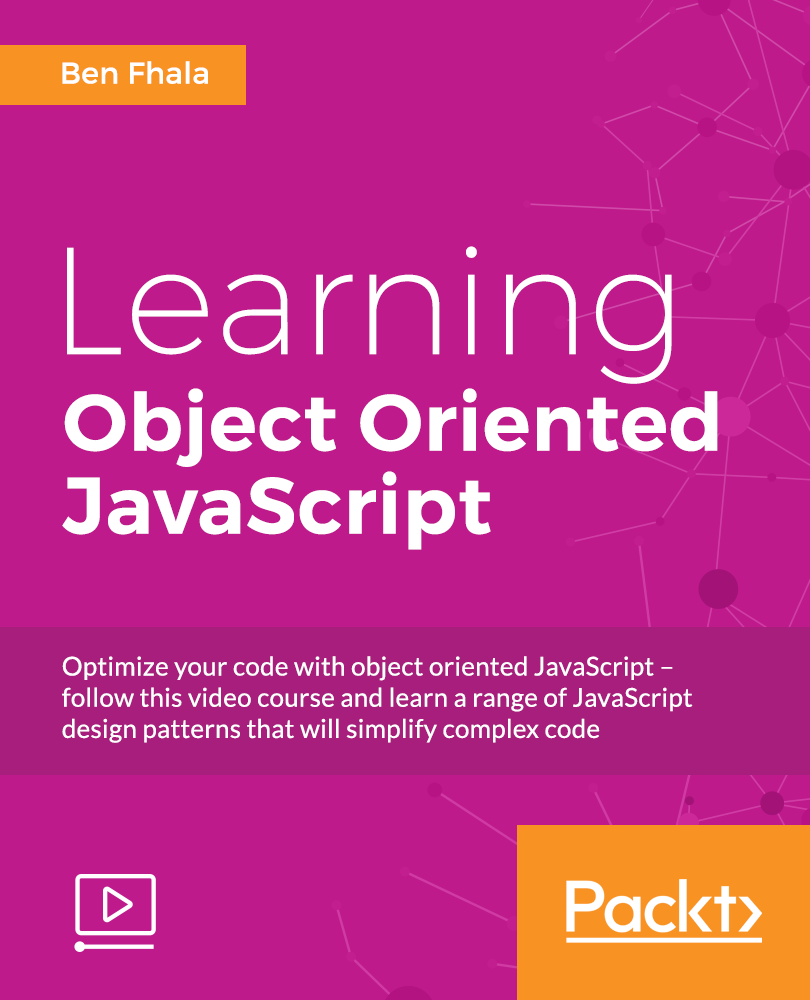 Ben Fhala
Learning
Object Oriented
JavaScript
Optimize your code with object oriented JavaScript –
follow this video course and learn a range of JavaScript
design patterns that will simplify complex code
Packt>